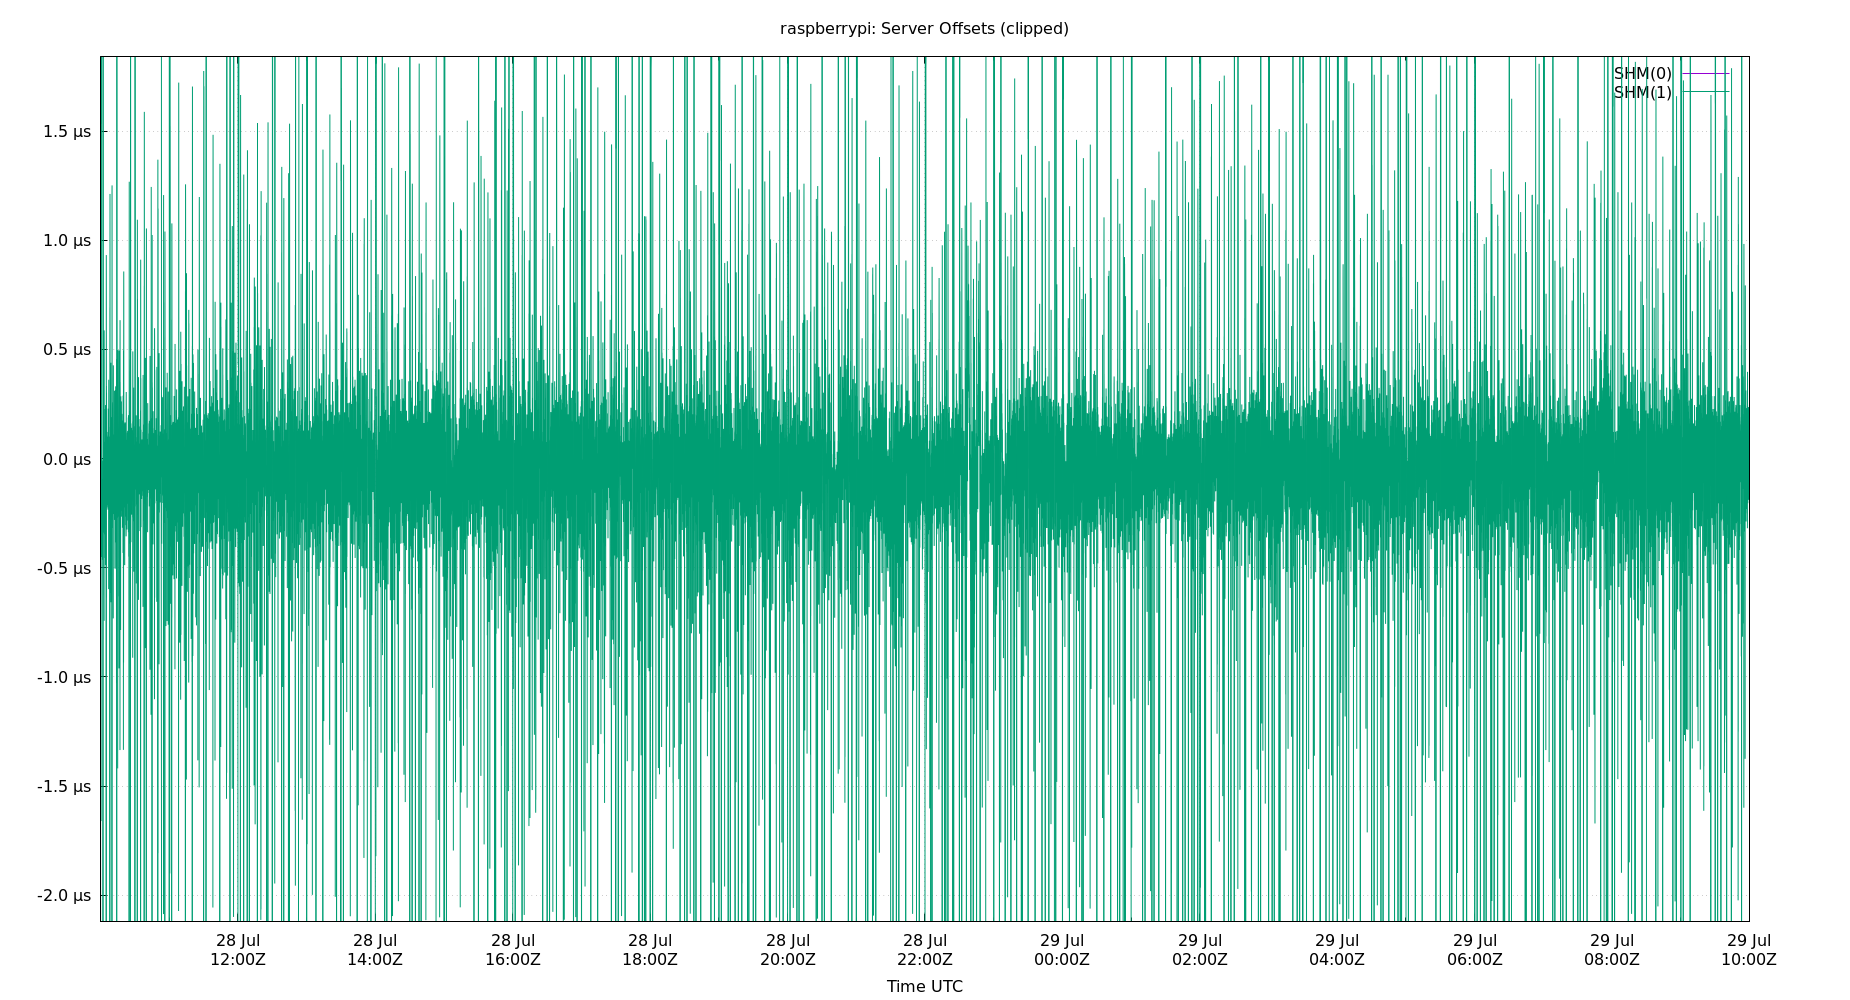 raspberrypi: Server Offsets (clipped)
SHM(0)
SHM(1)
1.5 µs
1.0 µs
0.5 µs
0.0 µs
-0.5 µs
-1.0 µs
-1.5 µs
-2.0 µs
28 Jul 28 Jul 28 Jul 28 Jul 28 Jul 28 Jul 29 Jul 29 Jul 29 Jul 29 Jul 29 Jul 29 Jul
12:00Z 14:00Z 16:00Z 18:00Z 20:00Z 22:00Z 00:00Z 02:00Z 04:00Z 06:00Z 08:00Z 10:00Z
Time UTC